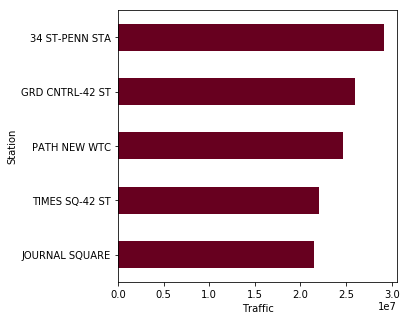 34 ST-PENN STA
GRD CNTRL-42 ST
PATH NEW WTC
TIMES SQ-42 ST
JOURNAL SQUARE
Station
0.0 0.5 1.0 1.5 2.0 2.5 3.0
Traffic
1e7